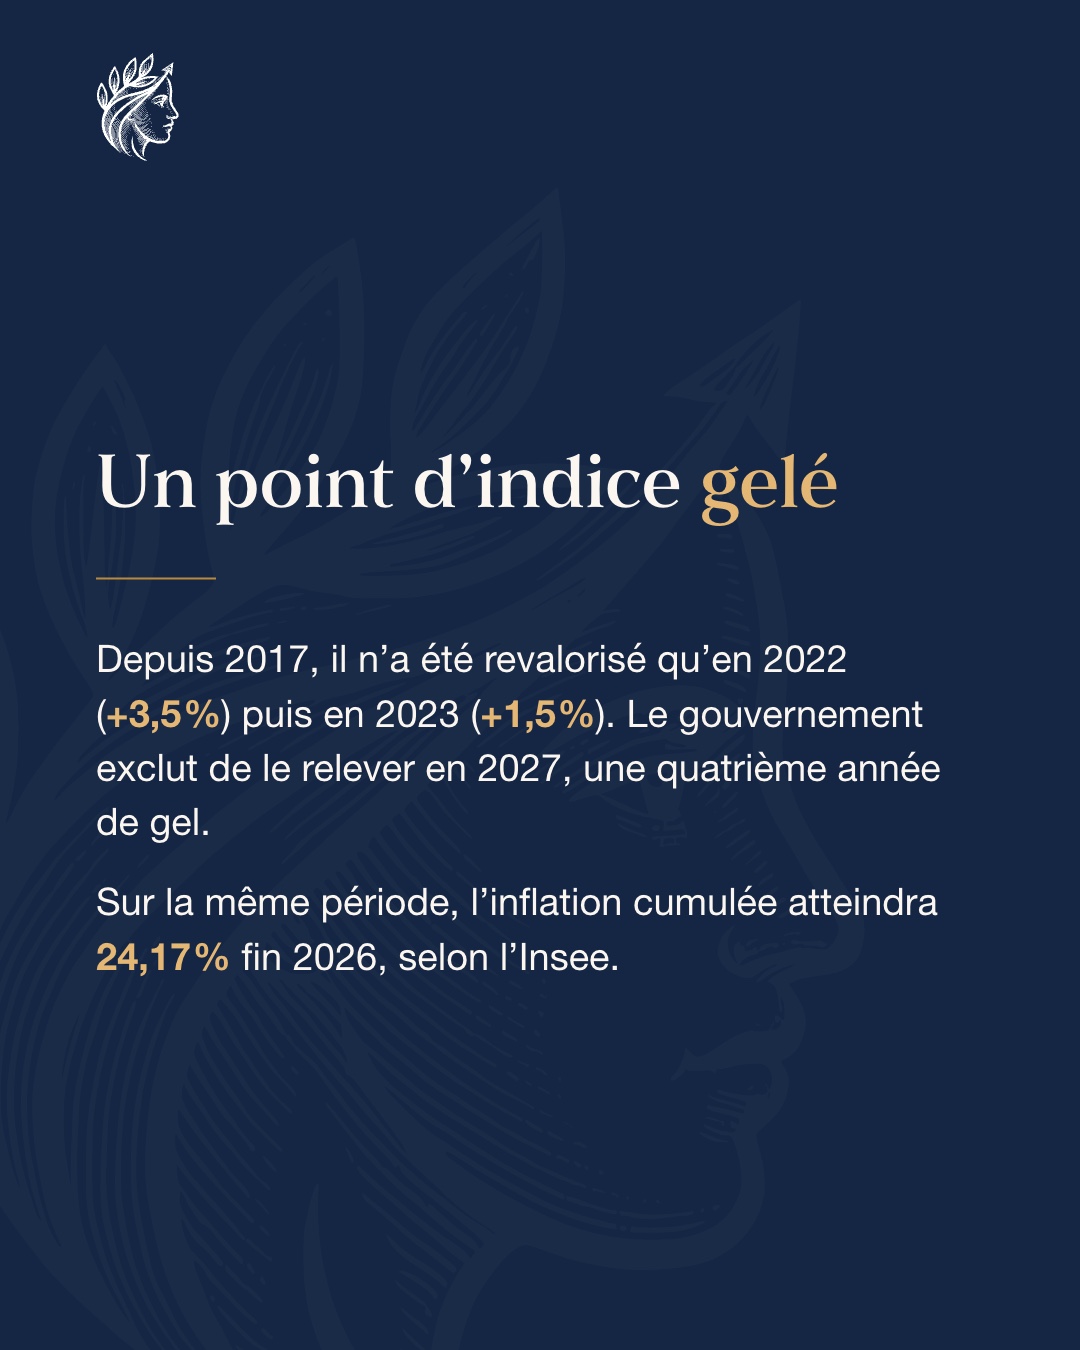 Un point d’indice gelé
Depuis 2017, il n’a été revalorisé qu’en 2022
(+3,5%) puis en 2023 (+1,5%). Le gouvernement
exclut de le relever en 2027, une quatrième année
de gel.
Sur la même période, l’inflation cumulée atteindra
24,17% fin 2026, selon l’Insee.